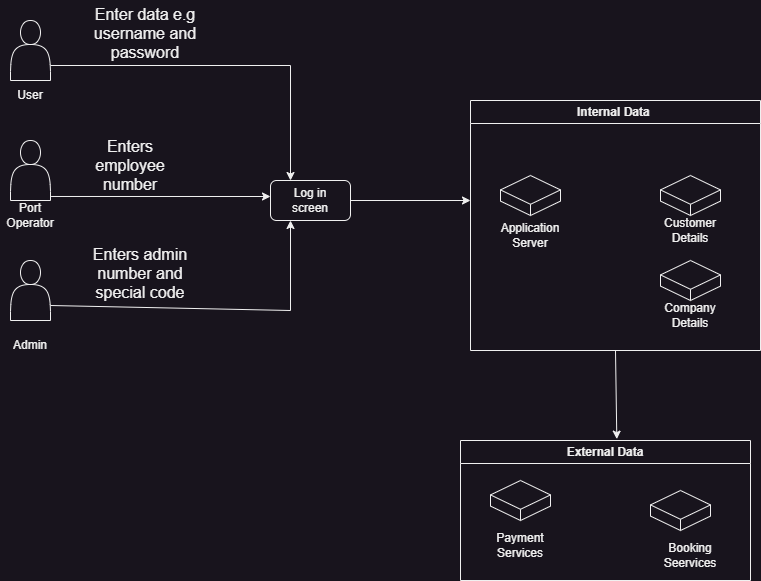 Enter data e.g
username and
password
User
Enters
employee
number
Port
Operator
Log in
screen
Enters admin
number and
special code
Admin
Internal Data
Application
Server
Customer
Details
Company
Details
External Data
Payment
Services
Booking
Seervices